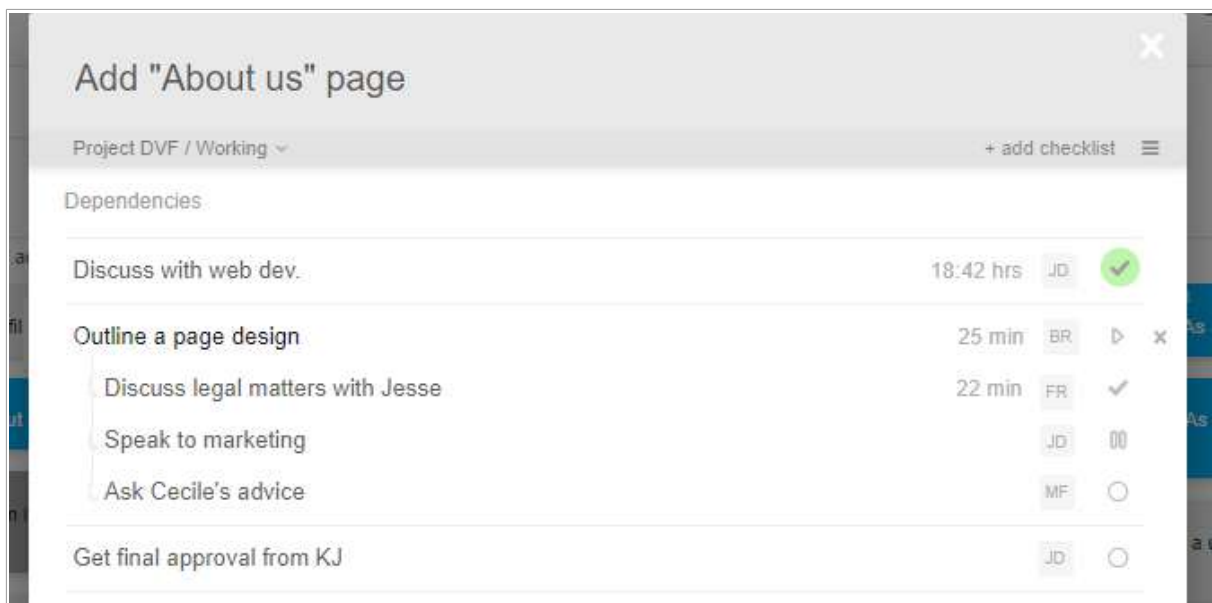 Add "About us" page
Project DVF / Working
+ add checklist
Dependencies
Discuss with web dev. 18:42 hrs JD
Outline a page design 25 min BR
Discuss legal matters with Jesse 22 min FR
Speak to marketing JD
Ask Cecile's advice MF
Get final approval from KJ JD
As
As